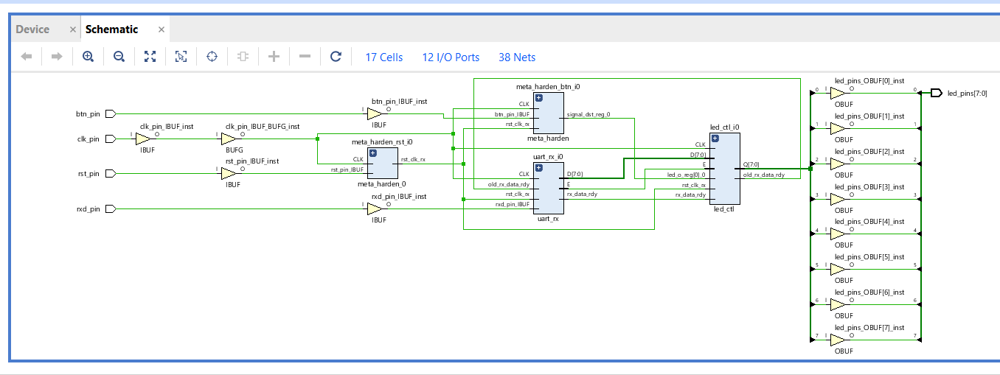 Device
Schematic
17 Cells
12 I/O Ports
38 Nets
btn_pin
clk_pin
rst_pin
rxd_pin
btn_pin_IBUF_inst
I
O
IBUF
clk_pin_IBUF_inst
I
O
IBUF
clk_pin_IBUF_BUFG_inst
I
O
BUFG
rst_pin_IBUF_inst
I
O
IBUF
rxd_pin_IBUF_inst
I
O
IBUF
meta_harden_rst_i0
CLK
rst_pin_IBUF
rst_clk_rx
meta_harden_0
meta_harden_btn_i0
CLK
btn_pin_IBUF
rst_clk_rx
signal_dst_reg_0
meta_harden
uart_rx_i0
CLK
old_rx_data_rdy
rst_clk_rx
rxd_pin_IBUF
D[7:0]
E
rx_data_rdy
uart_rx
led_ctl_i0
CLK
D[7:0]
E
led_o_reg[0]_0
rst_clk_rx
rx_data_rdy
Q[7:0]
old_rx_data_rdy
led_ctl
led_pins_OBUF[0]_inst
0 I O 0
OBUF
led_pins_OBUF[1]_inst
1 I O 1
OBUF
led_pins_OBUF[2]_inst
2 I O 2
OBUF
led_pins_OBUF[3]_inst
3 I O 3
OBUF
led_pins_OBUF[4]_inst
4 I O 4
OBUF
led_pins_OBUF[5]_inst
5 I O 5
OBUF
led_pins_OBUF[6]_inst
6 I O 6
OBUF
led_pins_OBUF[7]_inst
7 I O 7
OBUF
led_pins[7:0]